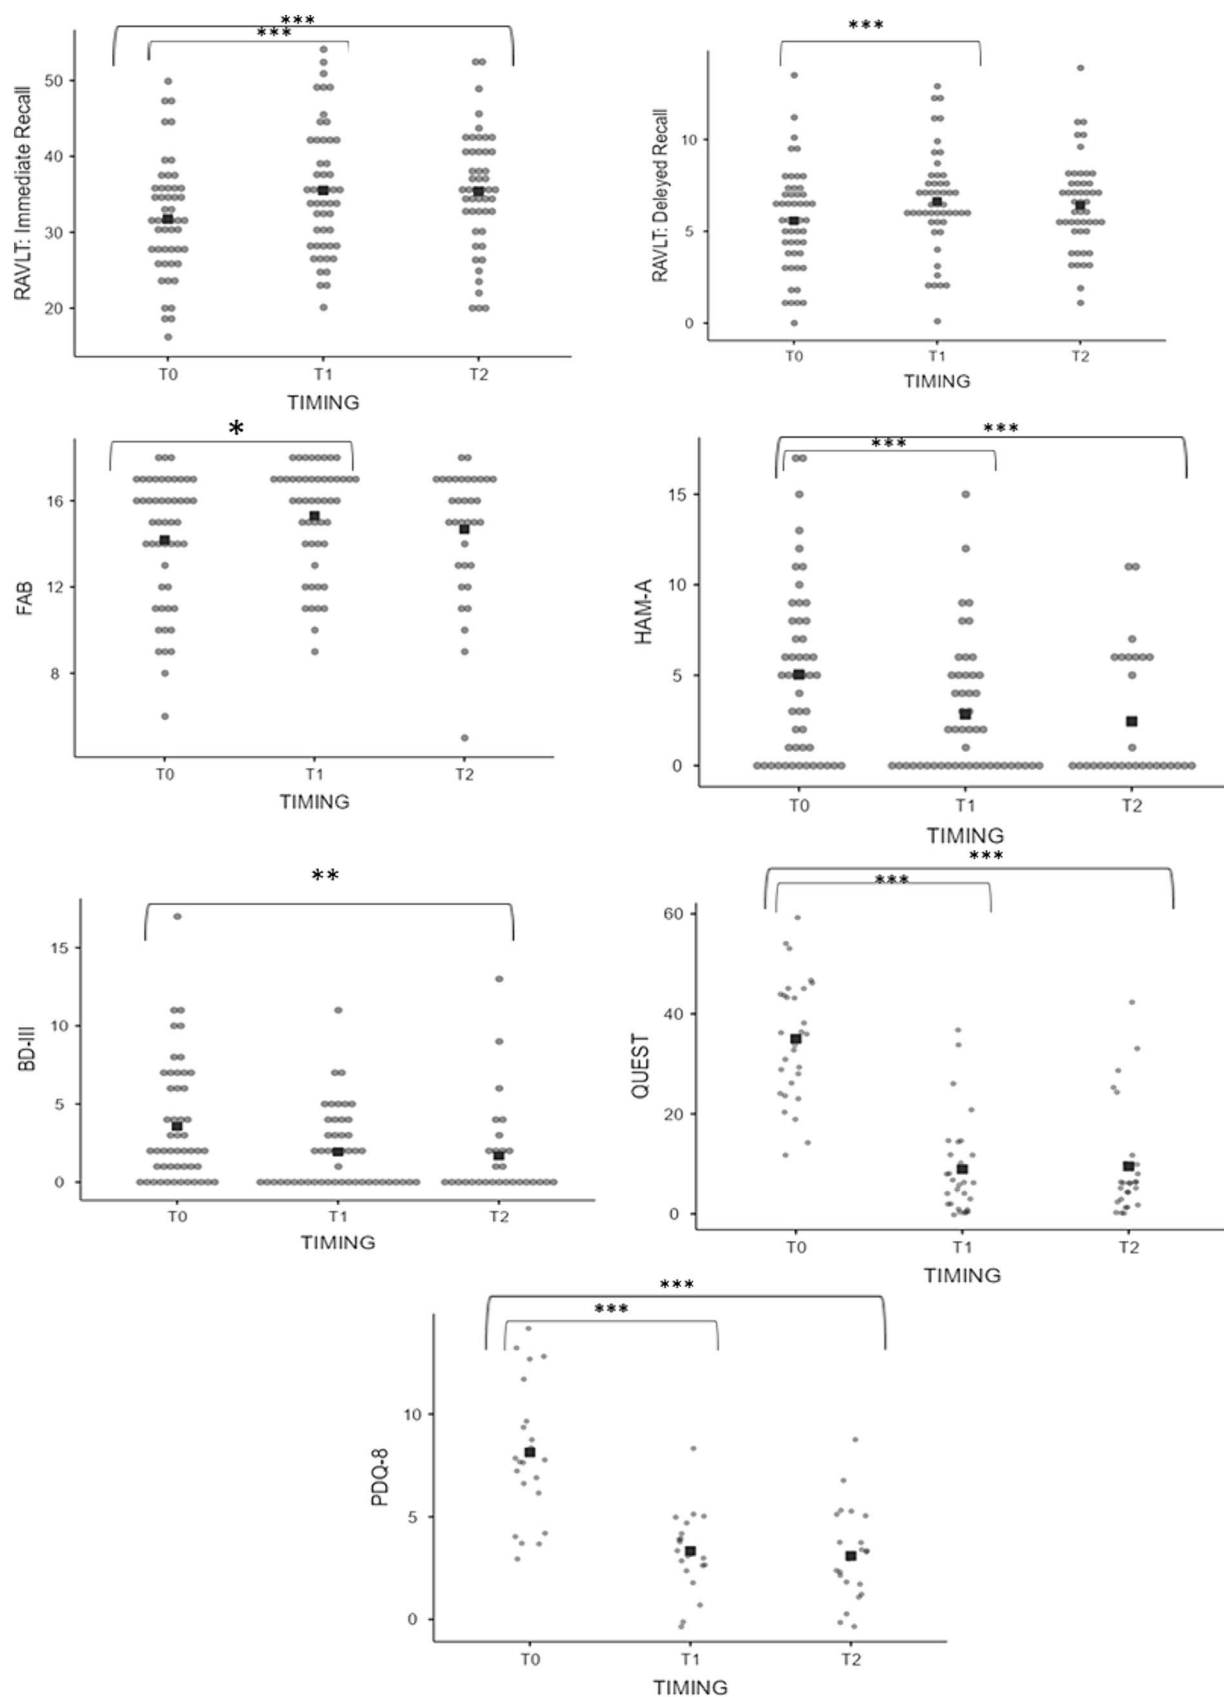 ***
***
RAVLT: Immediate Recall
50
40
30
20
T0 T1 T2
TIMING
***
RAVLT: Deleyed Recall
10
5
0
T0 T1 T2
TIMING
*
FAB
16
12
8
T0 T1 T2
TIMING
***
***
HAM-A
15
10
5
0
T0 T1 T2
TIMING
**
BD-III
15
10
5
0
T0 T1 T2
TIMING
***
***
QUEST
60
40
20
0
T0 T1 T2
TIMING
***
***
PDQ-8
10
5
0
T0 T1 T2
TIMING